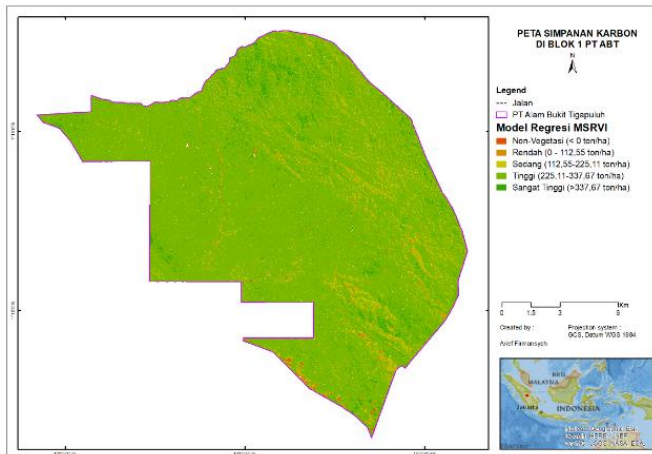 PETA SIMPANAN KARBON
DI BLOK 1 PT ABT
N
Legend
Jalan
PT Alam Bukit Tigapuluh
Model Regresi MSRVI
Non-Vegetasi (< 0 ton/ha)
Rendah (0 - 112,55 ton/ha)
Sedang (112,55-225,11 ton/ha)
Tinggi (225,11-337,67 ton/ha)
Sangat Tinggi (>337,67 ton/ha)
Km
0 1.5 3 6
Created by :
Projection system :
GCS, Datum WGS 1984
Arief Firmansyah
MALAYSIA
Jakarta
INDONESIA